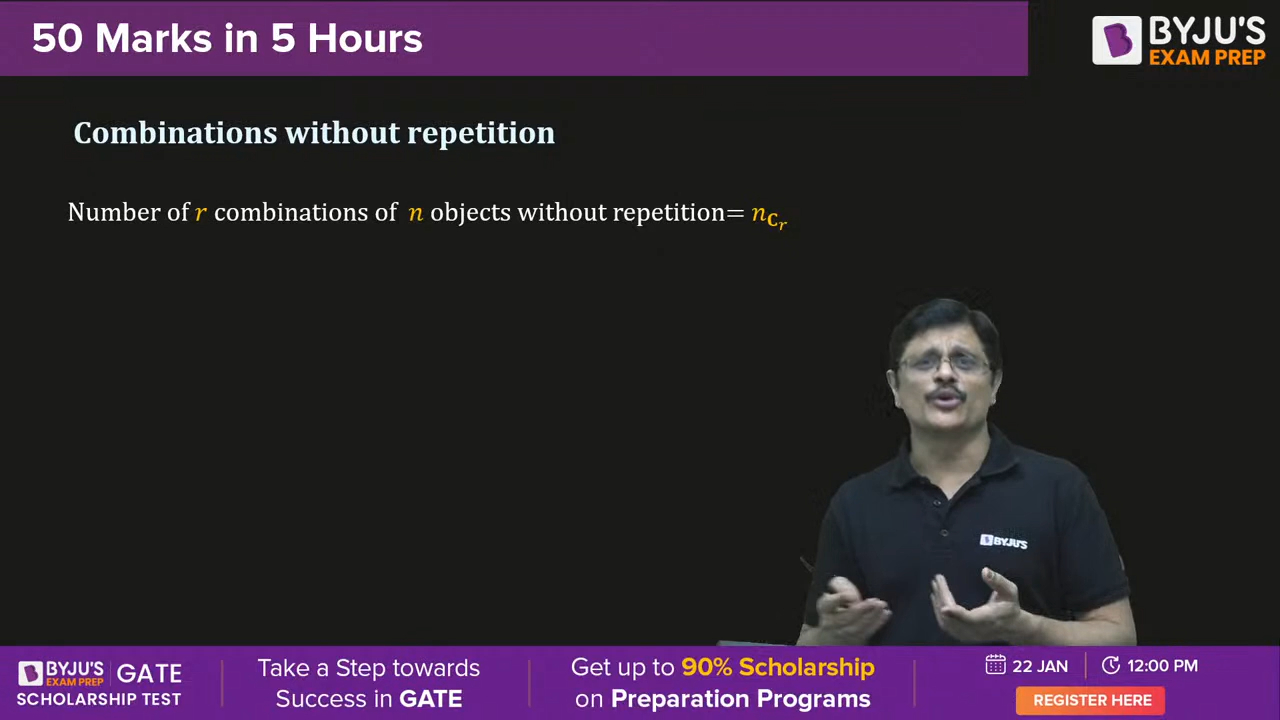 50 Marks in 5 Hours
BYJU'S
EXAM PREP
Combinations without repetition
Number of r combinations of n objects without repetition= n_C_r
BYJU'S
BYJU'S
EXAM PREP
GATE
SCHOLARSHIP TEST
Take a Step towards
Success in GATE
Get up to 90% Scholarship
on Preparation Programs
22 JAN
12:00 PM
REGISTER HERE